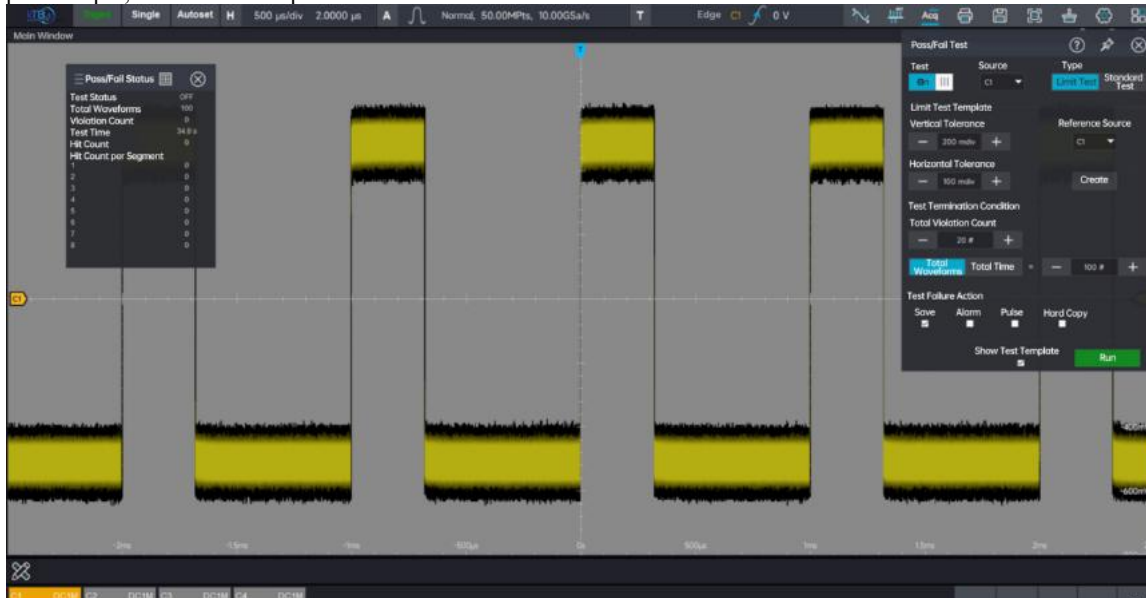 Single Autoset H 500 µs/div 2.0000 µs A Normal, 50.00MPts, 10.00GSa/s T Edge C1 0 V Acq
Main Window
Pass/Fail Status
Test Status OFF
Total Waveforms 100
Violation Count 0
Test Time 34.8 s
Hit Count 0
Hit Count per Segment
1 0
2 0
3 0
4 0
5 0
6 0
7 0
8 0
Pass/Fail Test
Test Source Type
On C1 Limit Test Standard Test
Limit Test Template
Vertical Tolerance Reference Source
200 mdiv C1
Horizontal Tolerance
100 mdiv Create
Test Termination Condition
Total Violation Count
20 #
Total Waveforms Total Time = 100 #
Test Failure Action
Save Alarm Pulse Hard Copy
Show Test Template Run
T
C1
-400m
-600m
-2ms -1.5ms -1ms -500µs 0s 500µs 1ms 1.5ms 2ms
C1 DC1M C2 DC1M C3 DC1M C4 DC1M